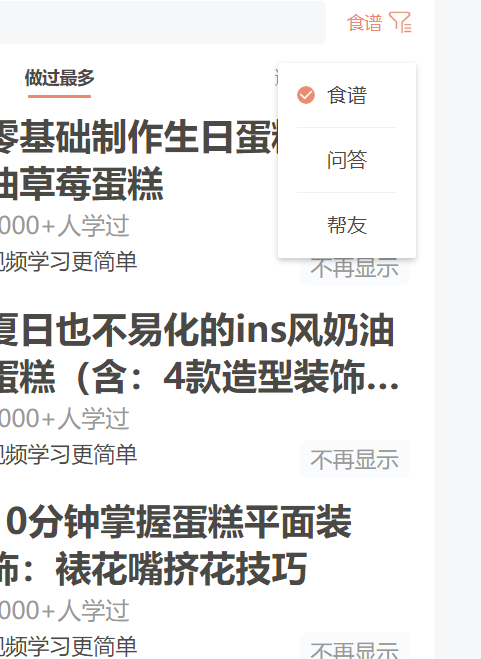 食谱
做过最多
食谱
问答
帮友
零基础制作生日蛋糕
油草莓蛋糕
000+人学过
视频学习更简单
不再显示
夏日也不易化的ins风奶油
蛋糕（含：4款造型装饰...
000+人学过
视频学习更简单
不再显示
10分钟掌握蛋糕平面装
饰：裱花嘴挤花技巧
000+人学过
视频学习更简单
不再显示